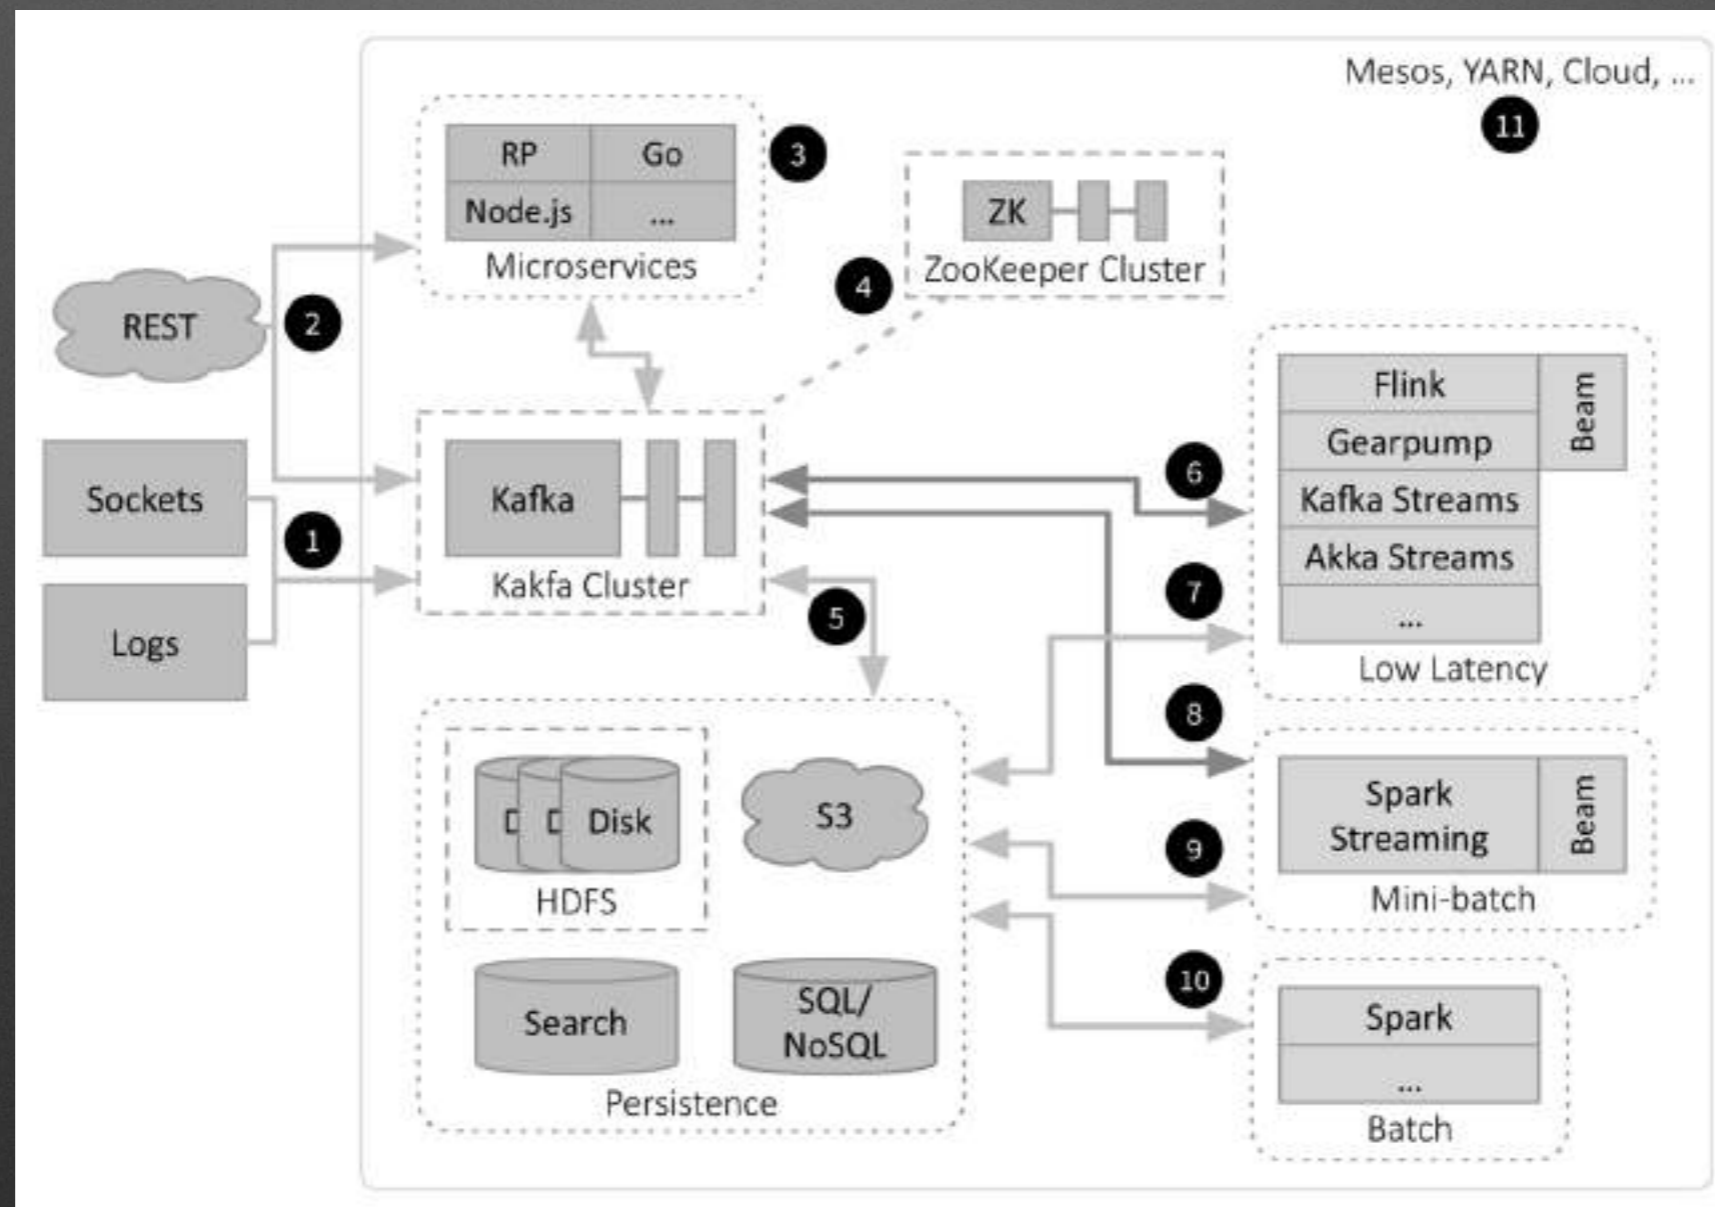 Mesos, YARN, Cloud, ...
11
RP
Go
3
Node.js
...
Microservices
ZK
ZooKeeper Cluster
4
REST
2
Flink
Beam
Gearpump
Kafka Streams
Akka Streams
...
Low Latency
6
7
Sockets
1
Logs
Kafka
Kakfa Cluster
5
8
D
D
Disk
HDFS
S3
Spark
Streaming
Beam
Mini-batch
9
10
Search
SQL/
NoSQL
Persistence
Spark
...
Batch